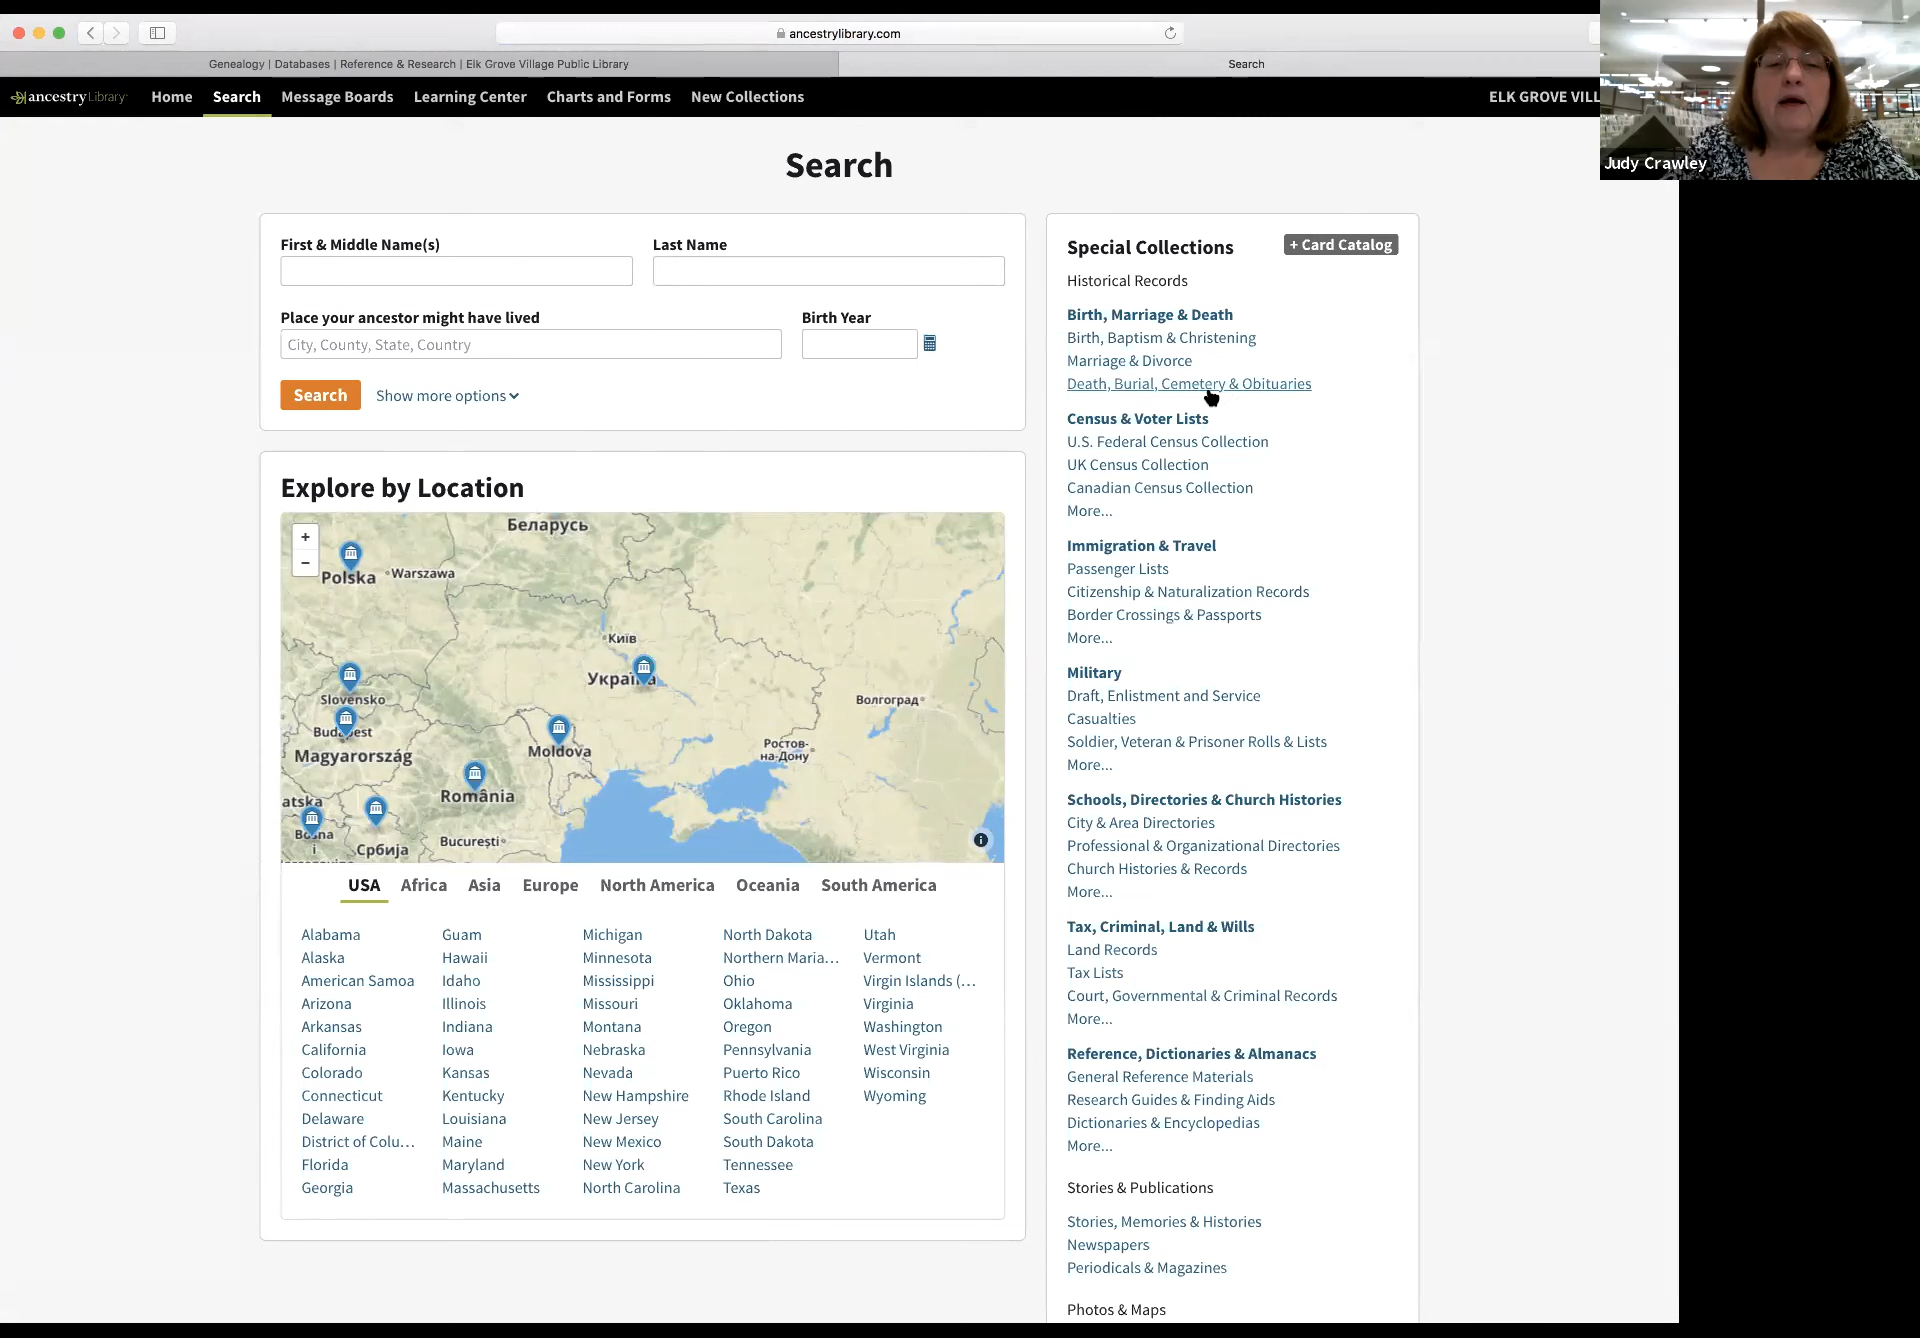 ancestrylibrary.com
Genealogy | Databases | Reference & Research | Elk Grove Village Public Library
Search
ancestryLibrary
Home
Search
Message Boards
Learning Center
Charts and Forms
New Collections
ELK GROVE VILL
Judy Crawley
Search
First & Middle Name(s)
Last Name
Place your ancestor might have lived
Birth Year
City, County, State, Country
Search
Show more options
Explore by Location
+
−
Беларусь
Polska
Warszawa
Київ
Україна
Slovensko
Budapest
Magyarország
Moldova
România
București
atska
Bosna
i
Србија
Волгоград
Ростов-
на-Дону
USA
Africa
Asia
Europe
North America
Oceania
South America
Alabama
Alaska
American Samoa
Arizona
Arkansas
California
Colorado
Connecticut
Delaware
District of Colu...
Florida
Georgia
Guam
Hawaii
Idaho
Illinois
Indiana
Iowa
Kansas
Kentucky
Louisiana
Maine
Maryland
Massachusetts
Michigan
Minnesota
Mississippi
Missouri
Montana
Nebraska
Nevada
New Hampshire
New Jersey
New Mexico
New York
North Carolina
North Dakota
Northern Maria...
Ohio
Oklahoma
Oregon
Pennsylvania
Puerto Rico
Rhode Island
South Carolina
South Dakota
Tennessee
Texas
Utah
Vermont
Virgin Islands (...
Virginia
Washington
West Virginia
Wisconsin
Wyoming
Special Collections
+ Card Catalog
Historical Records
Birth, Marriage & Death
Birth, Baptism & Christening
Marriage & Divorce
Death, Burial, Cemetery & Obituaries
Census & Voter Lists
U.S. Federal Census Collection
UK Census Collection
Canadian Census Collection
More...
Immigration & Travel
Passenger Lists
Citizenship & Naturalization Records
Border Crossings & Passports
More...
Military
Draft, Enlistment and Service
Casualties
Soldier, Veteran & Prisoner Rolls & Lists
More...
Schools, Directories & Church Histories
City & Area Directories
Professional & Organizational Directories
Church Histories & Records
More...
Tax, Criminal, Land & Wills
Land Records
Tax Lists
Court, Governmental & Criminal Records
More...
Reference, Dictionaries & Almanacs
General Reference Materials
Research Guides & Finding Aids
Dictionaries & Encyclopedias
More...
Stories & Publications
Stories, Memories & Histories
Newspapers
Periodicals & Magazines
Photos & Maps